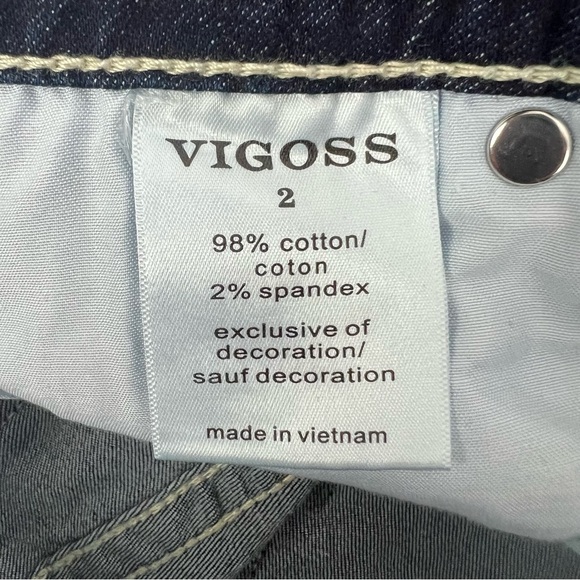 VIGOSS
2
98% cotton/
coton
2% spandex
exclusive of
decoration/
sauf decoration
made in vietnam